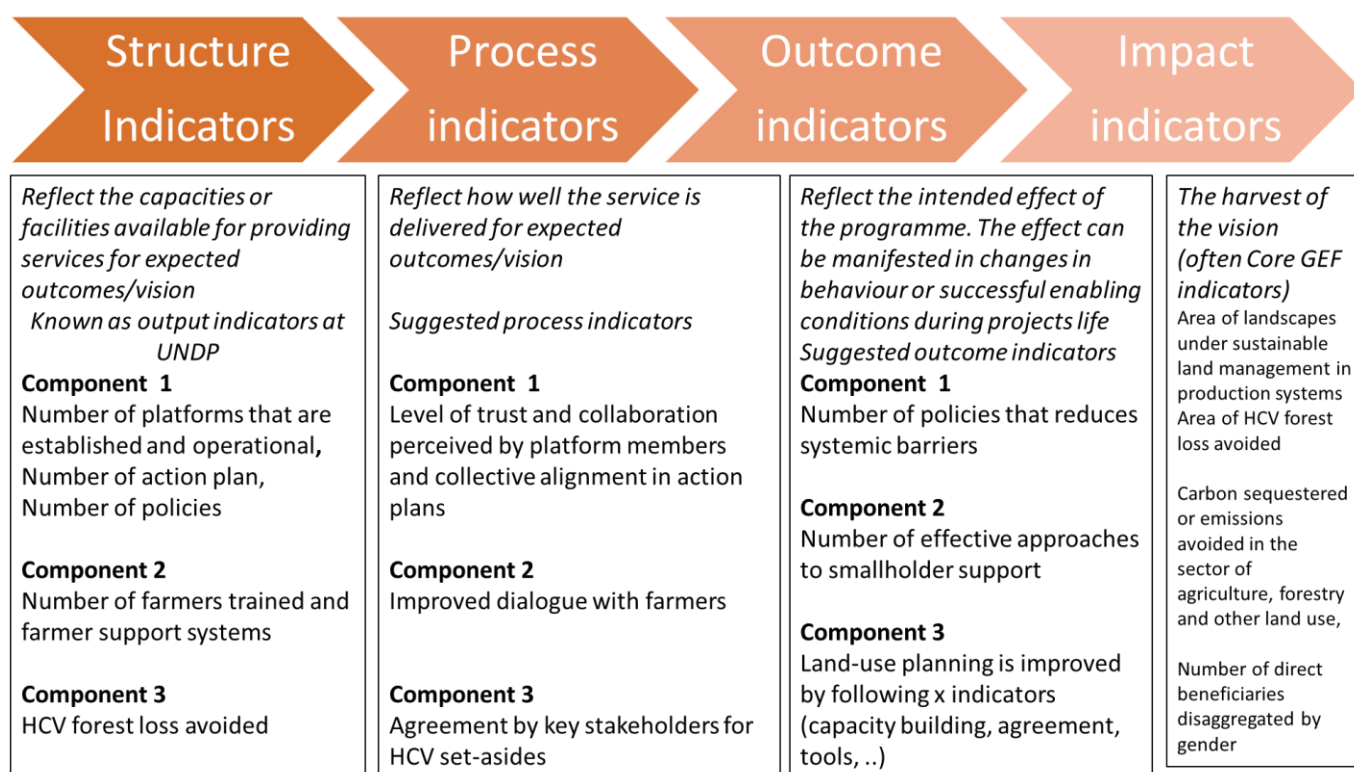 Structure
Indicators
Process
indicators
Outcome
indicators
Impact
indicators
Reflect the capacities or
facilities available for providing
services for expected
outcomes/vision
Known as output indicators at
UNDP
Component 1
Number of platforms that are
established and operational,
Number of action plan,
Number of policies
Component 2
Number of farmers trained and
farmer support systems
Component 3
HCV forest loss avoided
Reflect how well the service is
delivered for expected
outcomes/vision
Suggested process indicators
Component 1
Level of trust and collaboration
perceived by platform members
and collective alignment in action
plans
Component 2
Improved dialogue with farmers
Component 3
Agreement by key stakeholders for
HCV set-asides
Reflect the intended effect of
the programme. The effect can
be manifested in changes in
behaviour or successful enabling
conditions during projects life
Suggested outcome indicators
Component 1
Number of policies that reduces
systemic barriers
Component 2
Number of effective approaches
to smallholder support
Component 3
Land-use planning is improved
by following x indicators
(capacity building, agreement,
tools, ..)
The harvest of
the vision
(often Core GEF
indicators)
Area of landscapes
under sustainable
land management in
production systems
Area of HCV forest
loss avoided
Carbon sequestered
or emissions
avoided in the
sector of
agriculture, forestry
and other land use,
Number of direct
beneficiaries
disaggregated by
gender